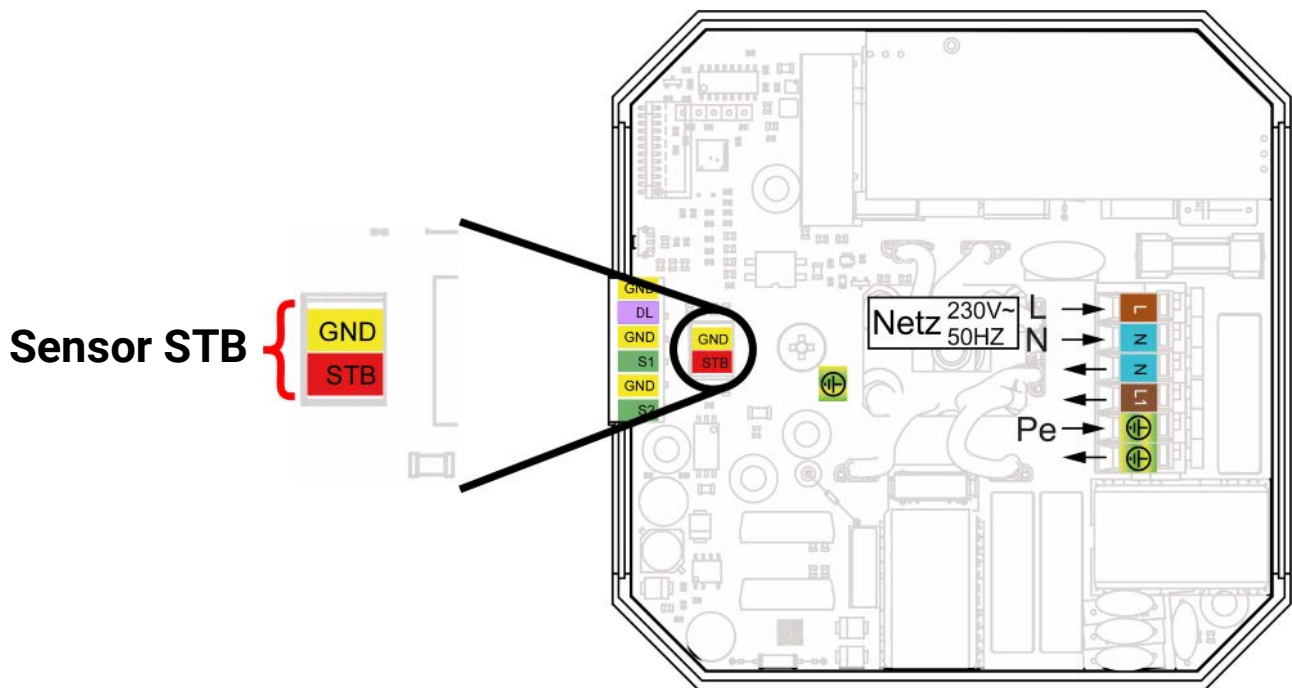 Sensor STB
GND
STB
GND
DL
GND
S1
GND
S2
GND
STB
Netz 230V~
50HZ
L
N
Pe
L
N
N
L1